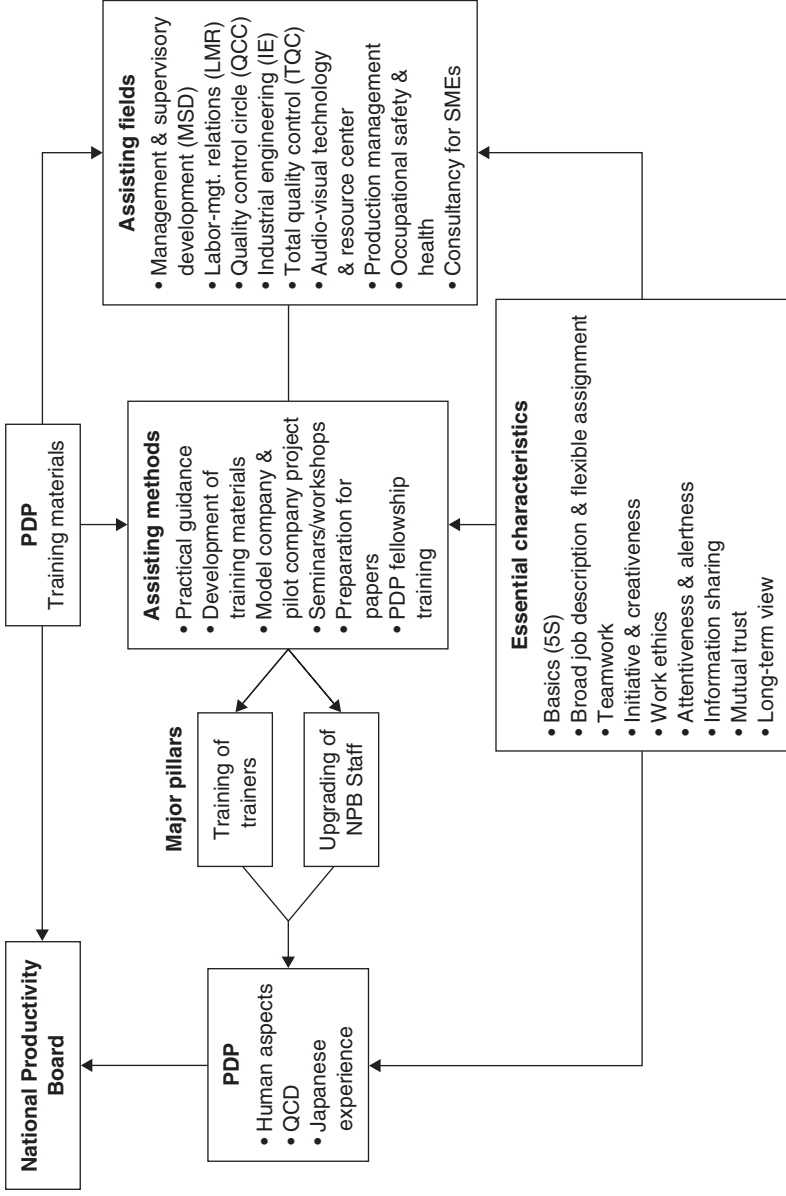 National Productivity
Board
PDP
Training materials
PDP
• Human aspects
• QCD
• Japanese
experience
Major pillars
Training of
trainers
Upgrading of
NPB Staff
Assisting methods
• Practical guidance
• Development of
training materials
• Model company &
pilot company project
• Seminars/workshops
• Preparation for
papers
• PDP fellowship
training
Assisting fields
• Management & supervisory
development (MSD)
• Labor-mgt. relations (LMR)
• Quality control circle (QCC)
• Industrial engineering (IE)
• Total quality control (TQC)
• Audio-visual technology
& resource center
• Production management
• Occupational safety &
health
• Consultancy for SMEs
Essential characteristics
• Basics (5S)
• Broad job description & flexible assignment
• Teamwork
• Initiative & creativeness
• Work ethics
• Attentiveness & alertness
• Information sharing
• Mutual trust
• Long-term view